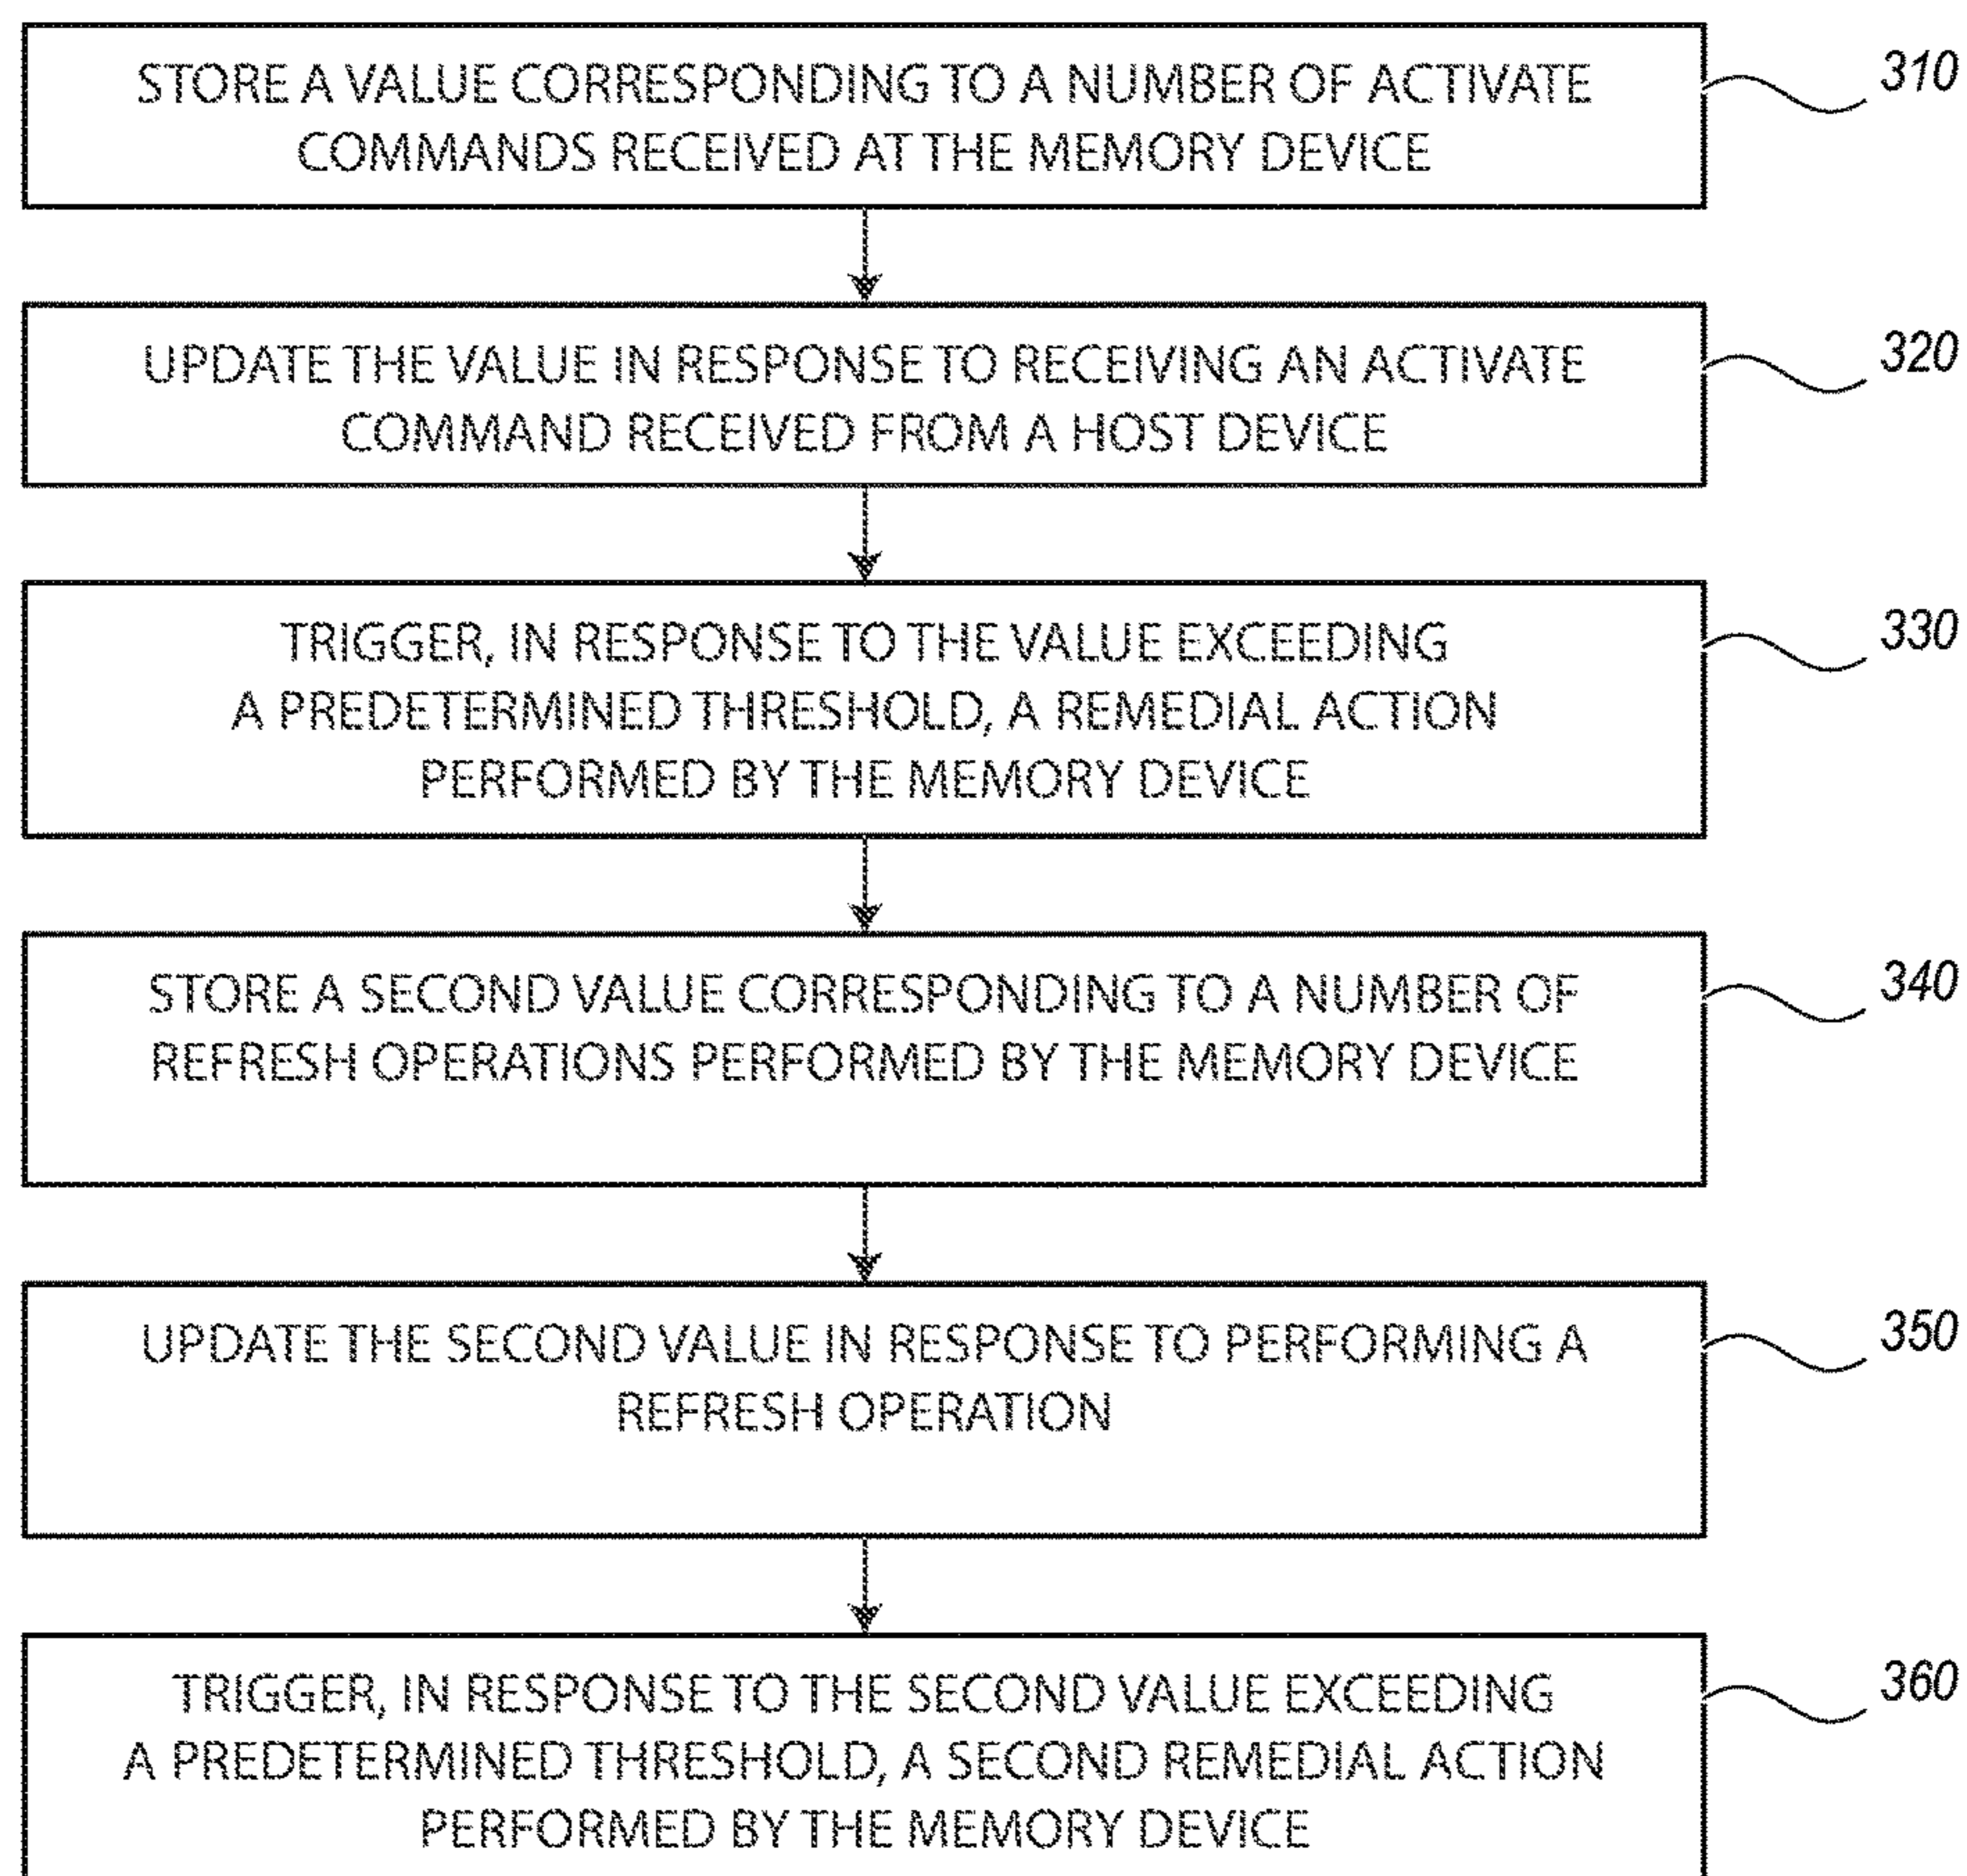 STORE A VALUE CORRESPONDING TO A NUMBER OF ACTIVATE
COMMANDS RECEIVED AT THE MEMORY DEVICE
310
UPDATE THE VALUE IN RESPONSE TO RECEIVING AN ACTIVATE
COMMAND RECEIVED FROM A HOST DEVICE
320
TRIGGER, IN RESPONSE TO THE VALUE EXCEEDING
A PREDETERMINED THRESHOLD, A REMEDIAL ACTION
PERFORMED BY THE MEMORY DEVICE
330
STORE A SECOND VALUE CORRESPONDING TO A NUMBER OF
REFRESH OPERATIONS PERFORMED BY THE MEMORY DEVICE
340
UPDATE THE SECOND VALUE IN RESPONSE TO PERFORMING A
REFRESH OPERATION
350
TRIGGER, IN RESPONSE TO THE SECOND VALUE EXCEEDING
A PREDETERMINED THRESHOLD, A SECOND REMEDIAL ACTION
PERFORMED BY THE MEMORY DEVICE
360